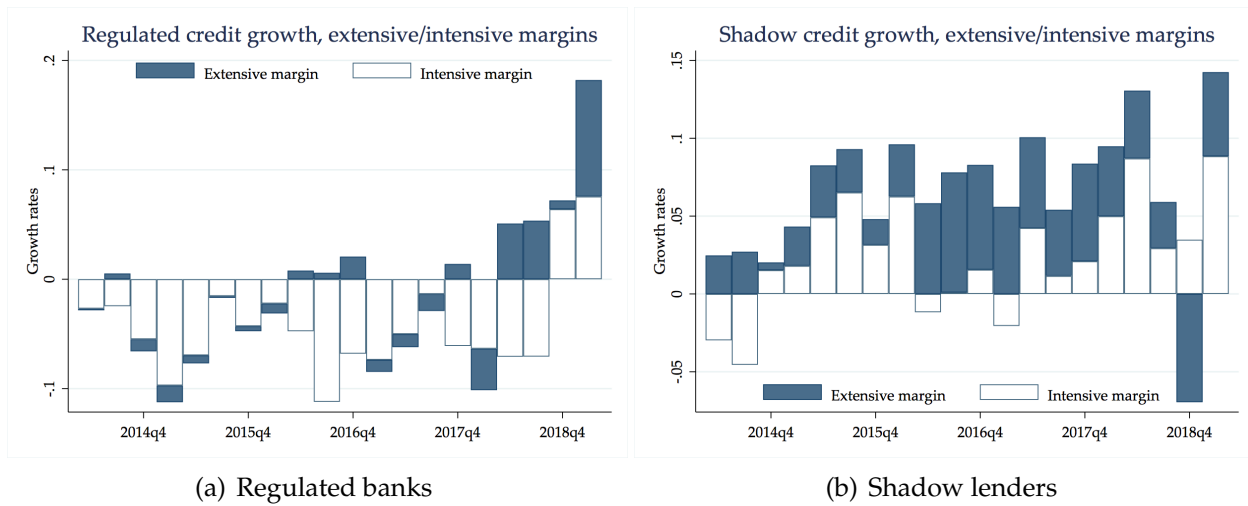 Regulated credit growth, extensive/intensive margins
Extensive margin
Intensive margin
Growth rates
.2
.1
0
-.1
2014q4
2015q4
2016q4
2017q4
2018q4
(a) Regulated banks
Shadow credit growth, extensive/intensive margins
Growth rates
.15
.1
.05
0
-.05
Extensive margin
Intensive margin
2014q4
2015q4
2016q4
2017q4
2018q4
(b) Shadow lenders